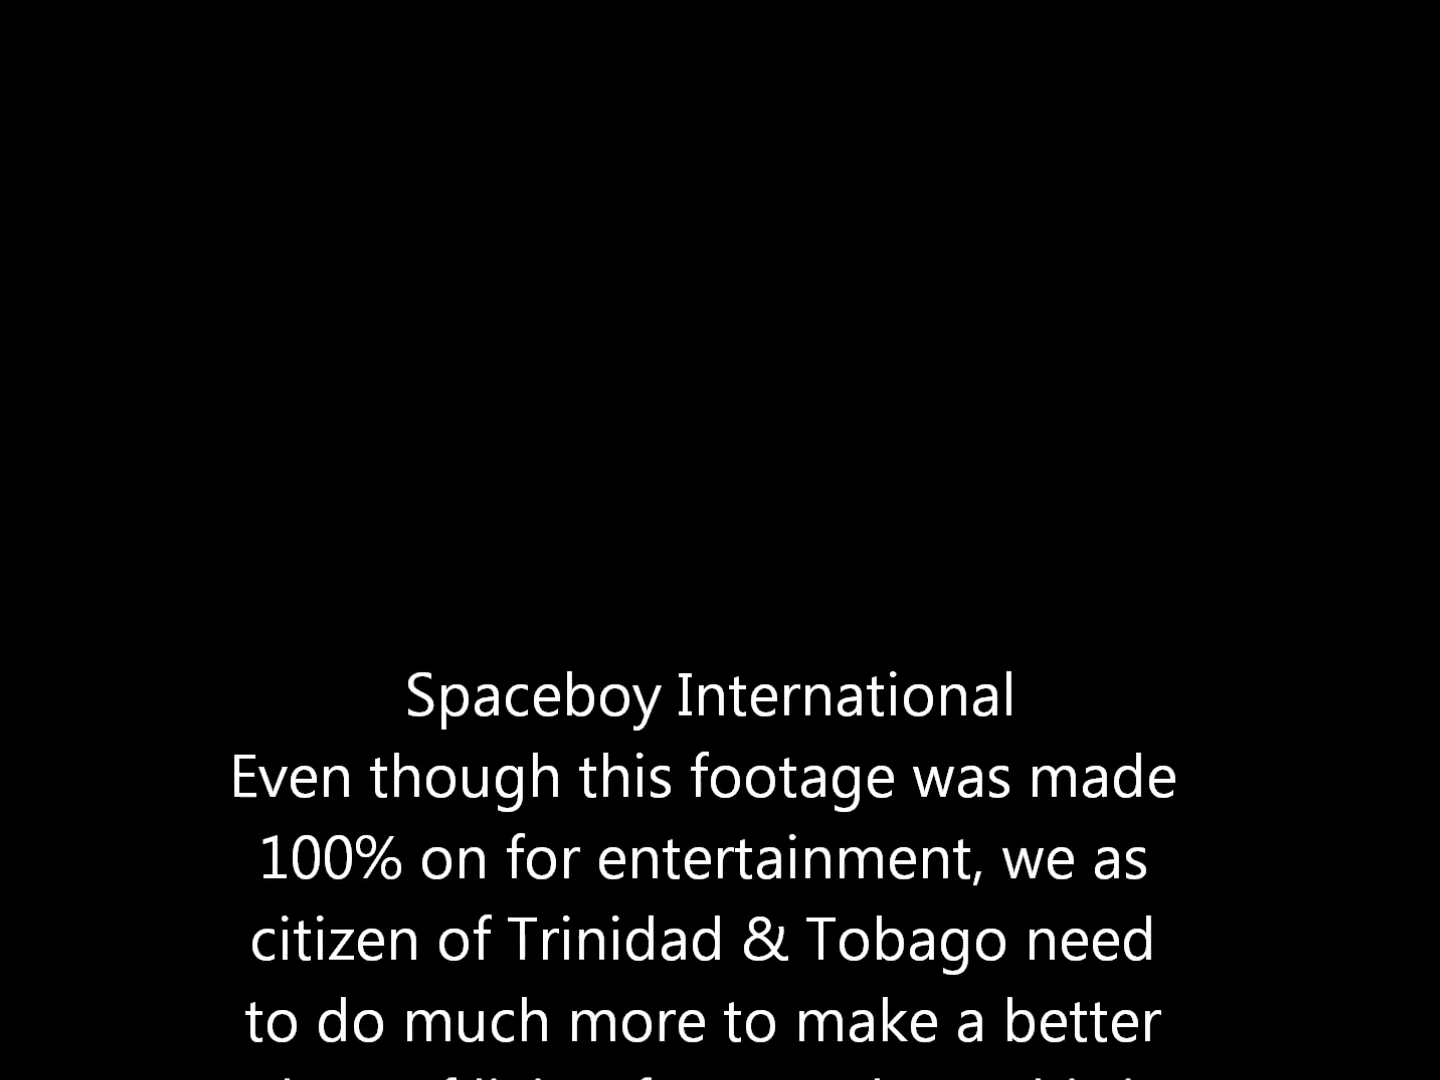 Spaceboy International
Even though this footage was made
100% on for entertainment, we as
citizen of Trinidad & Tobago need
to do much more to make a better